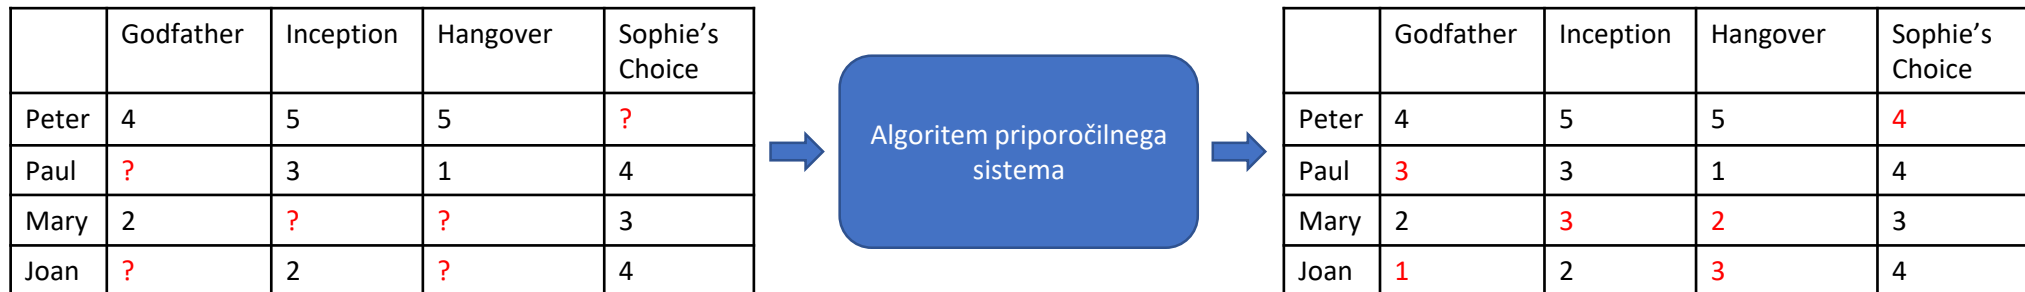 Godfather Inception Hangover Sophie's
Choice
Peter 4 5 5 ?
Paul ? 3 1 4
Mary 2 ? ? 3
Joan ? 2 ? 4
Algoritem priporočilnega
sistema
Godfather Inception Hangover Sophie's
Choice
Peter 4 5 5 4
Paul 3 3 1 4
Mary 2 3 2 3
Joan 1 2 3 4